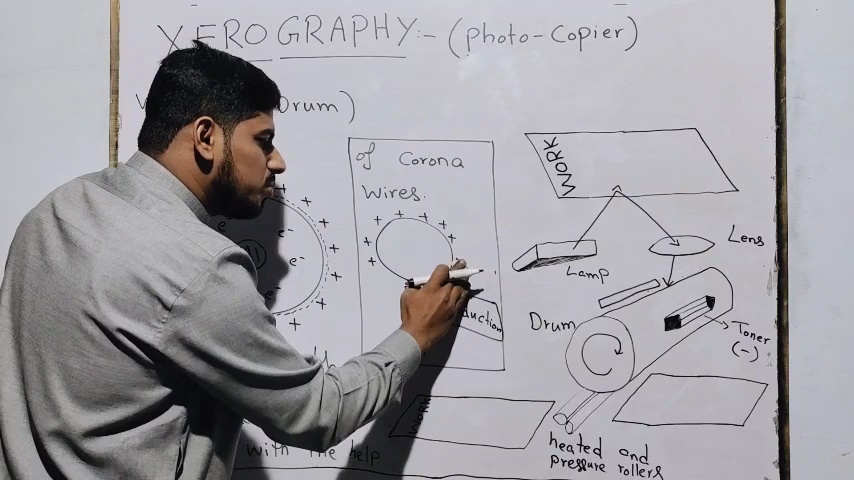 XEROGRAPHY:- (Photo-Copier)
Drum)
of Corona
Wires.
+ + + + + + +
e
Al
e-
e-
+ + + + + + +
WORK
Lens
Lamp
Drum
Toner
(-)
with the help
heated and
pressure rollers